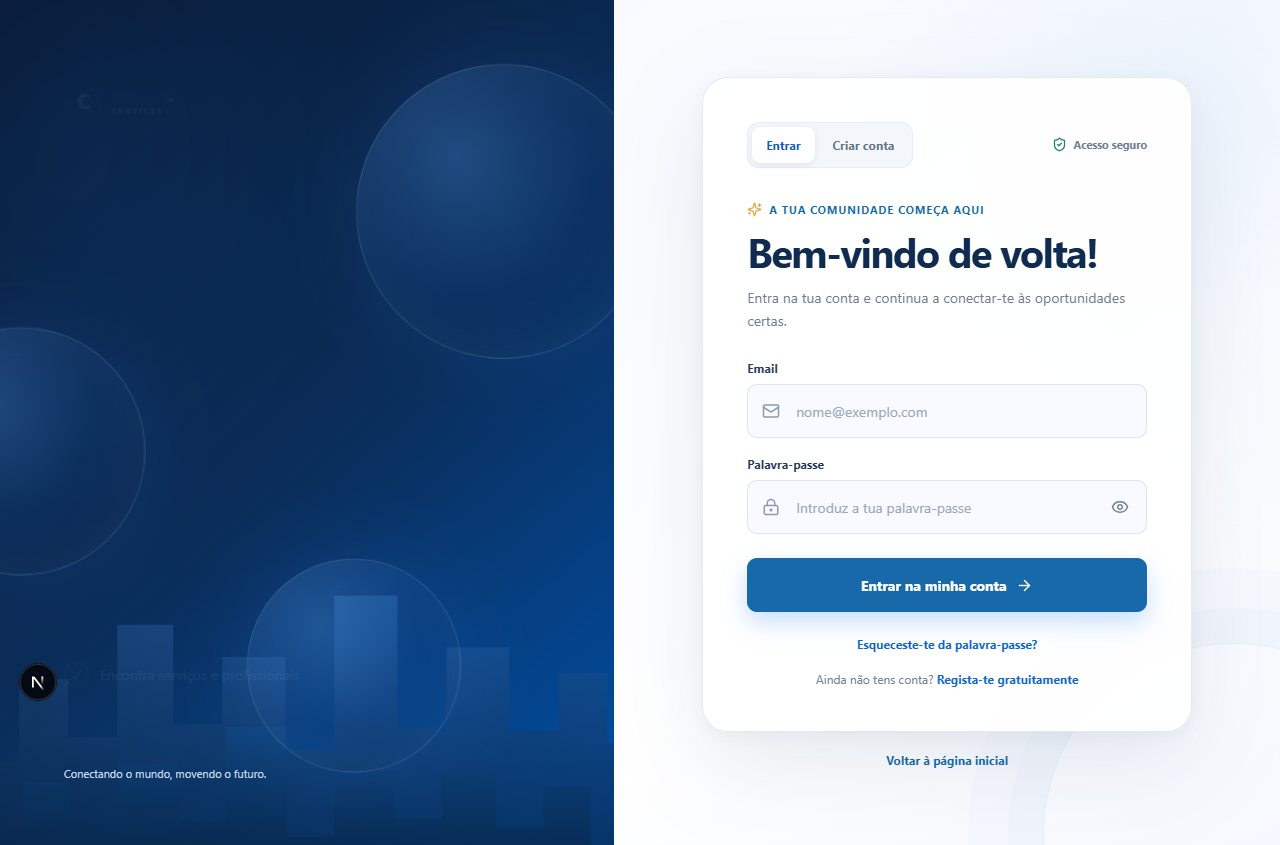 C
SERVICES
Encontra serviços e profissionais
N
Conectando o mundo, movendo o futuro.
Entrar
Criar conta
Acesso seguro
A TUA COMUNIDADE COMEÇA AQUI
Bem-vindo de volta!
Entra na tua conta e continua a conectar-te às oportunidades
certas.
Email
nome@exemplo.com
Palavra-passe
Introduz a tua palavra-passe
Entrar na minha conta
Esqueceste-te da palavra-passe?
Ainda não tens conta? Regista-te gratuitamente
Voltar à página inicial